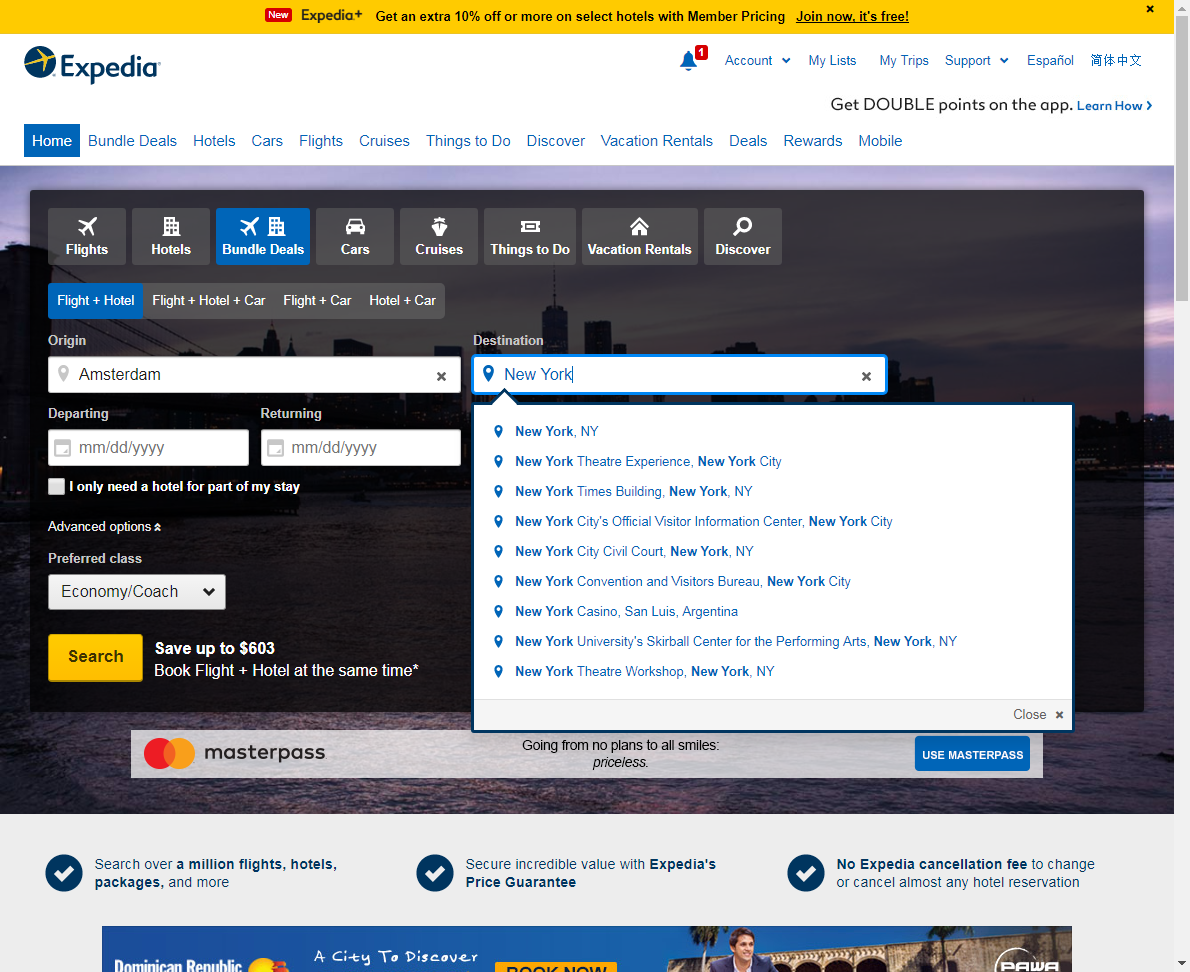 New Expedia+ Get an extra 10% off or more on select hotels with Member Pricing Join now, it's free!
Expedia
1 Account My Lists My Trips Support Español 简体中文
Get DOUBLE points on the app. Learn How
Home Bundle Deals Hotels Cars Flights Cruises Things to Do Discover Vacation Rentals Deals Rewards Mobile
Flights Hotels Bundle Deals Cars Cruises Things to Do Vacation Rentals Discover
Flight + Hotel Flight + Hotel + Car Flight + Car Hotel + Car
Origin Destination
Amsterdam New York
Departing Returning
mm/dd/yyyy mm/dd/yyyy
I only need a hotel for part of my stay
Advanced options
Preferred class
Economy/Coach
Search
Save up to $603
Book Flight + Hotel at the same time*
New York, NY
New York Theatre Experience, New York City
New York Times Building, New York, NY
New York City's Official Visitor Information Center, New York City
New York City Civil Court, New York, NY
New York Convention and Visitors Bureau, New York City
New York Casino, San Luis, Argentina
New York University's Skirball Center for the Performing Arts, New York, NY
New York Theatre Workshop, New York, NY
Close
masterpass
Going from no plans to all smiles:
priceless.
USE MASTERPASS
Search over a million flights, hotels,
packages, and more
Secure incredible value with Expedia's
Price Guarantee
No Expedia cancellation fee to change
or cancel almost any hotel reservation
Dominican Republic
A City To Discover
BOOK NOW
PAWA